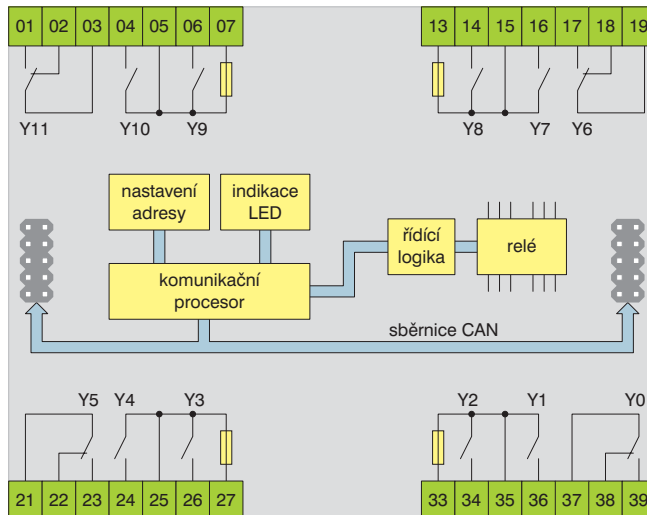 01 02 03 04 05 06 07 13 14 15 16 17 18 19
Y11 Y10 Y9 Y8 Y7 Y6
nastavení
adresy
indikace
LED
řídící
logika
relé
komunikační
procesor
sběrnice CAN
Y5 Y4 Y3 Y2 Y1 Y0
21 22 23 24 25 26 27 33 34 35 36 37 38 39